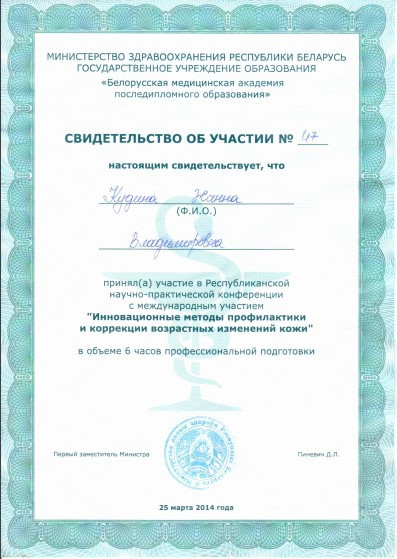 МИНИСТЕРСТВО ЗДРАВООХРАНЕНИЯ РЕСПУБЛИКИ БЕЛАРУСЬ
ГОСУДАРСТВЕННОЕ УЧРЕЖДЕНИЕ ОБРАЗОВАНИЯ
«Белорусская медицинская академия
последипломного образования»
СВИДЕТЕЛЬСТВО ОБ УЧАСТИИ № 47
настоящим свидетельствует, что
Кудина Жанна
(Ф.И.О.)
Владимировна
принял(а) участие в Республиканской
научно-практической конференции
с международным участием
"Инновационные методы профилактики
и коррекции возрастных изменений кожи"
в объеме 6 часов профессиональной подготовки
Первый заместитель Министра Пиневич Д.Л.
25 марта 2014 года